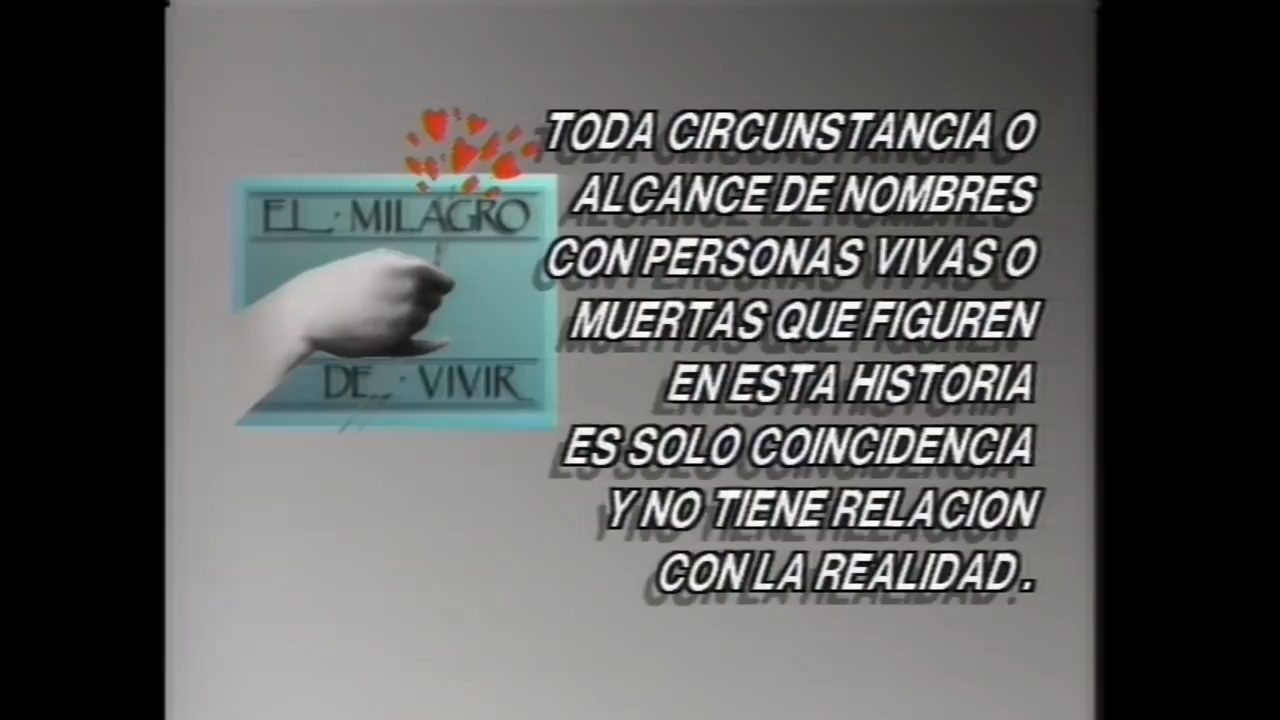 EL · MILAGRO
DE · VIVIR
TODA CIRCUNSTANCIA O
ALCANCE DE NOMBRES
CON PERSONAS VIVAS O
MUERTAS QUE FIGUREN
EN ESTA HISTORIA
ES SOLO COINCIDENCIA
Y NO TIENE RELACION
CON LA REALIDAD.